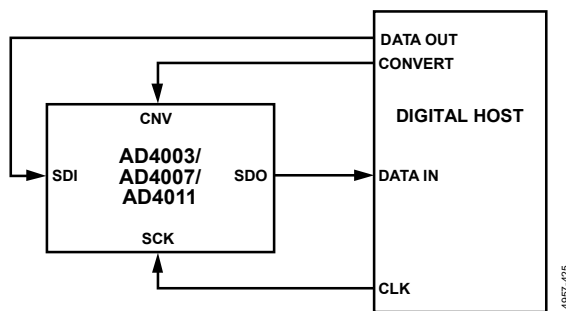 DATA OUT
CONVERT
CNV
DIGITAL HOST
AD4003/
AD4007/
AD4011
SDI
SDO
DATA IN
SCK
CLK